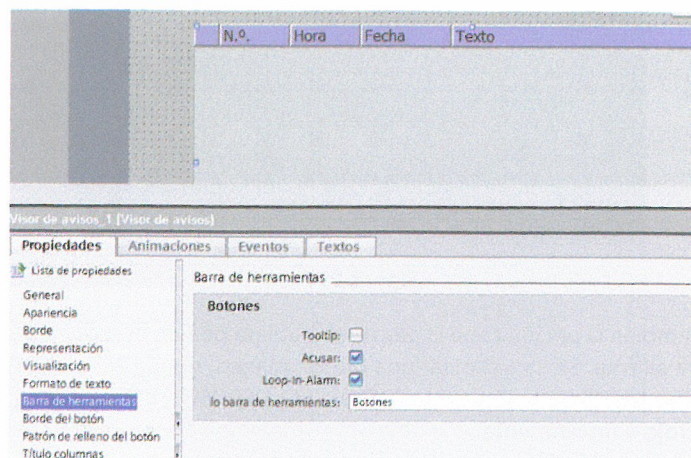 N.º. Hora Fecha Texto
Visor de avisos_1 [Visor de avisos]
Propiedades Animaciones Eventos Textos
Lista de propiedades
General
Apariencia
Borde
Representación
Visualización
Formato de texto
Barra de herramientas
Borde del botón
Patrón de relleno del botón
Título columnas
Barra de herramientas
Botones
Tooltip:
Acusar:
Loop-In-Alarm:
lo barra de herramientas: Botones